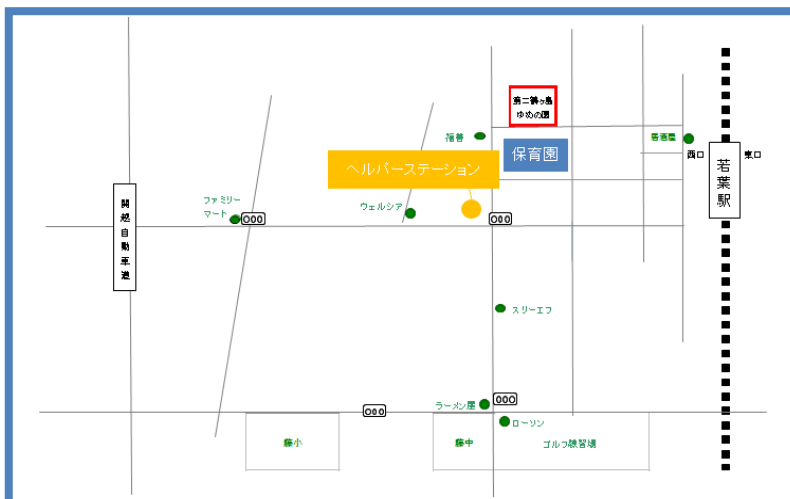 第二鶴ヶ島
ゆめの園
福善
保育園
居酒屋
西口
東口
若葉駅
ヘルパーステーション
ファミリー
マート
ウェルシア
関越自動車道
スリーエフ
ラーメン屋
ローソン
藤小
藤中
ゴルフ練習場